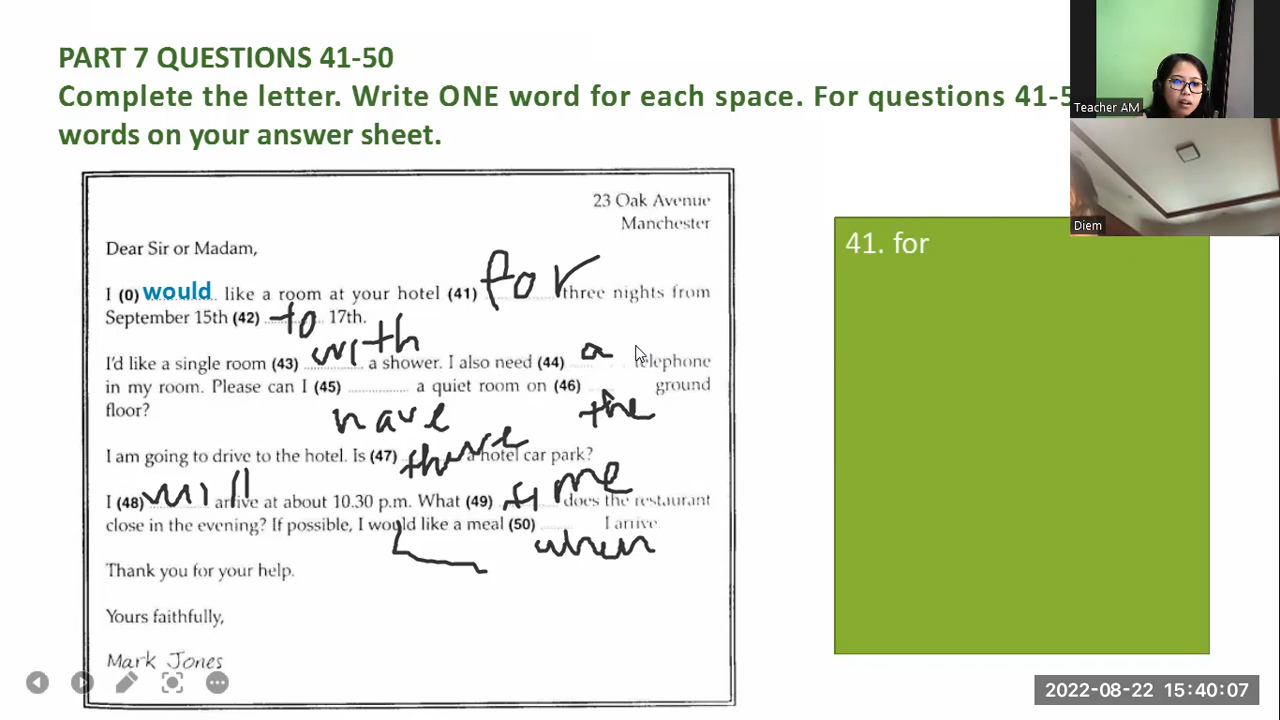 PART 7 QUESTIONS 41-50
Complete the letter. Write ONE word for each space. For questions 41-5
words on your answer sheet.
Teacher AM
Diem
23 Oak Avenue
Manchester
Dear Sir or Madam,
I (0) would like a room at your hotel (41) for three nights from
September 15th (42) to 17th.
I'd like a single room (43) with a shower. I also need (44) a telephone
in my room. Please can I (45) have a quiet room on (46) the ground
floor?
I am going to drive to the hotel. Is (47) there a hotel car park?
I (48) will arrive at about 10.30 p.m. What (49) time does the restaurant
close in the evening? If possible, I would like a meal (50) when I arrive.
Thank you for your help.
Yours faithfully,
Mark Jones
41. for
2022-08-22 15:40:07